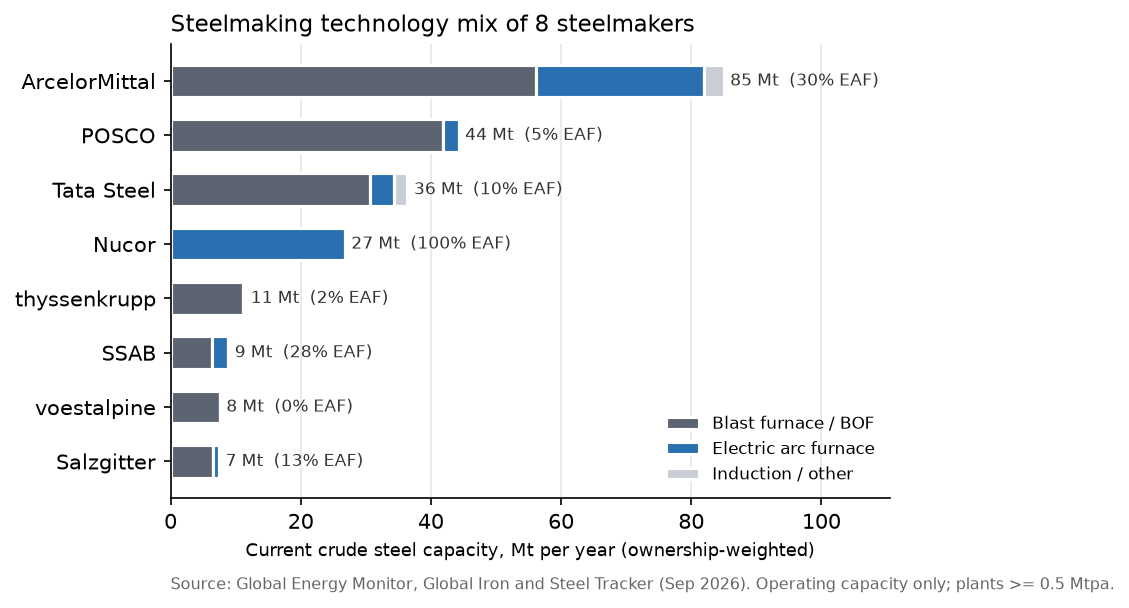 Steelmaking technology mix of 8 steelmakers
ArcelorMittal 85 Mt (30% EAF)
POSCO 44 Mt (5% EAF)
Tata Steel 36 Mt (10% EAF)
Nucor 27 Mt (100% EAF)
thyssenkrupp 11 Mt (2% EAF)
SSAB 9 Mt (28% EAF)
voestalpine 8 Mt (0% EAF)
Salzgitter 7 Mt (13% EAF)
Blast furnace / BOF
Electric arc furnace
Induction / other
0 20 40 60 80 100
Current crude steel capacity, Mt per year (ownership-weighted)
Source: Global Energy Monitor, Global Iron and Steel Tracker (Sep 2026). Operating capacity only; plants >= 0.5 Mtpa.